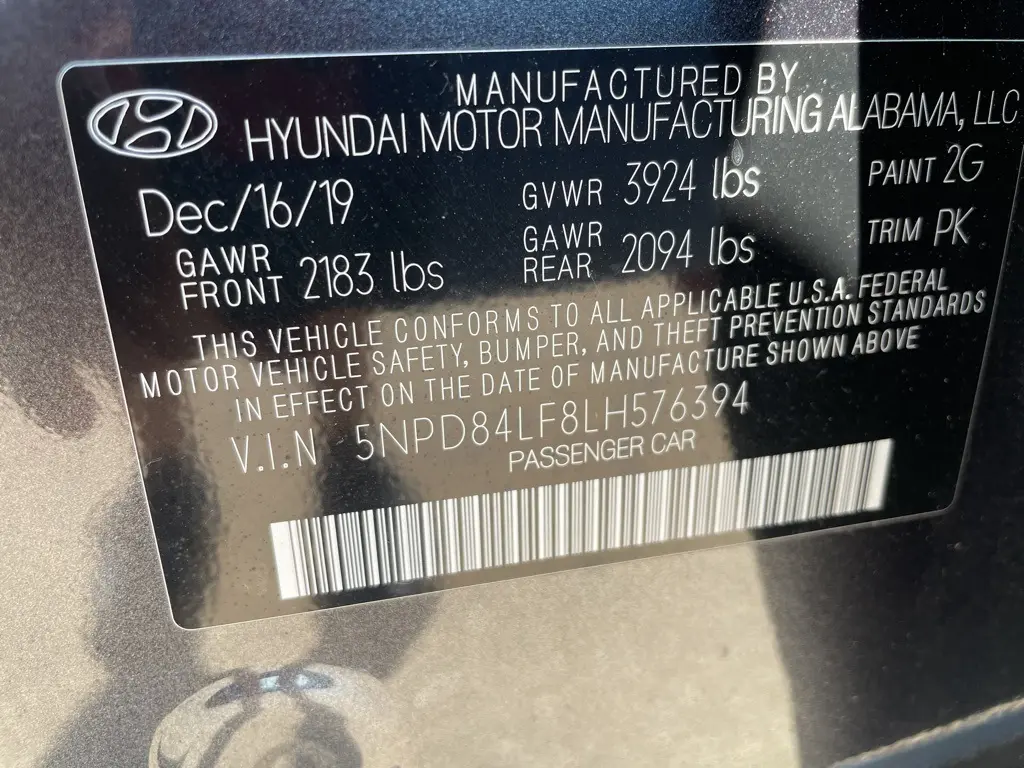 MANUFACTURED BY
HYUNDAI MOTOR MANUFACTURING ALABAMA, LLC
Dec/16/19 GVWR 3924 lbs PAINT 2G
GAWR FRONT 2183 lbs GAWR REAR 2094 lbs TRIM PK
THIS VEHICLE CONFORMS TO ALL APPLICABLE U.S.A. FEDERAL
MOTOR VEHICLE SAFETY, BUMPER, AND THEFT PREVENTION STANDARDS
IN EFFECT ON THE DATE OF MANUFACTURE SHOWN ABOVE
V.I.N 5NPD84LF8LH576394
PASSENGER CAR